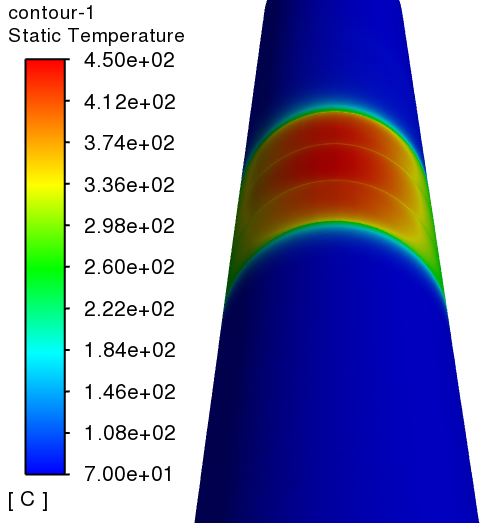 contour-1
Static Temperature
4.50e+02
4.12e+02
3.74e+02
3.36e+02
2.98e+02
2.60e+02
2.22e+02
1.84e+02
1.46e+02
1.08e+02
7.00e+01
[ C ]